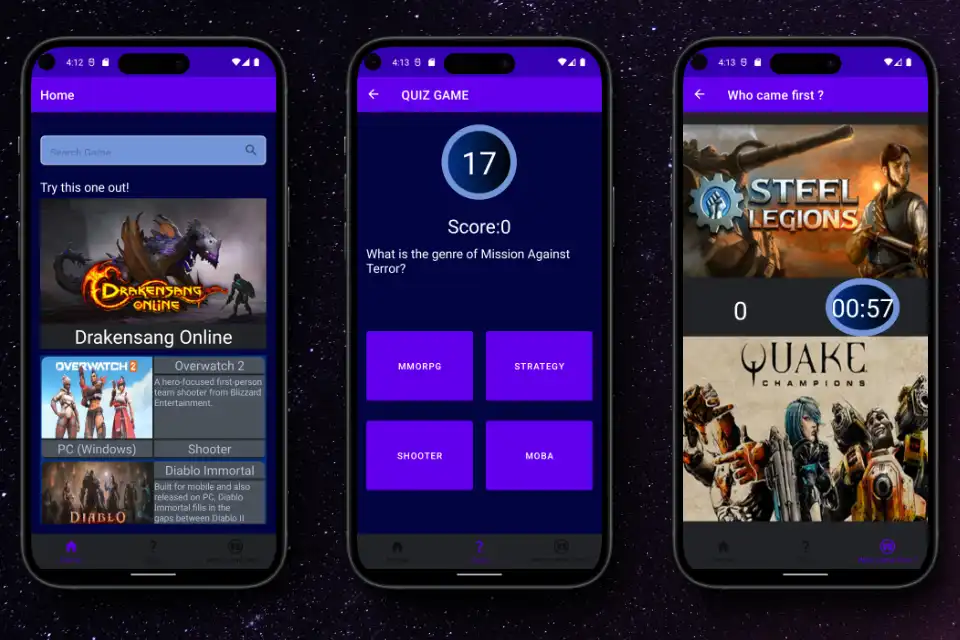 4:12
Home
Search Game
Try this one out!
DRAKENSANG
ONLINE
Drakensang Online
OVERWATCH 2
Overwatch 2
A hero-focused first-person
team shooter from Blizzard
Entertainment.
PC (Windows)
Shooter
DIABLO
Diablo Immortal
Built for mobile and also
released on PC, Diablo
Immortal fills in the
gaps between Diablo II
4:13
QUIZ GAME
17
Score:0
What is the genre of Mission Against
Terror?
MMORPG
STRATEGY
SHOOTER
MOBA
4:13
Who came first ?
STEEL
LEGIONS
0
00:57
QUAKE
CHAMPIONS